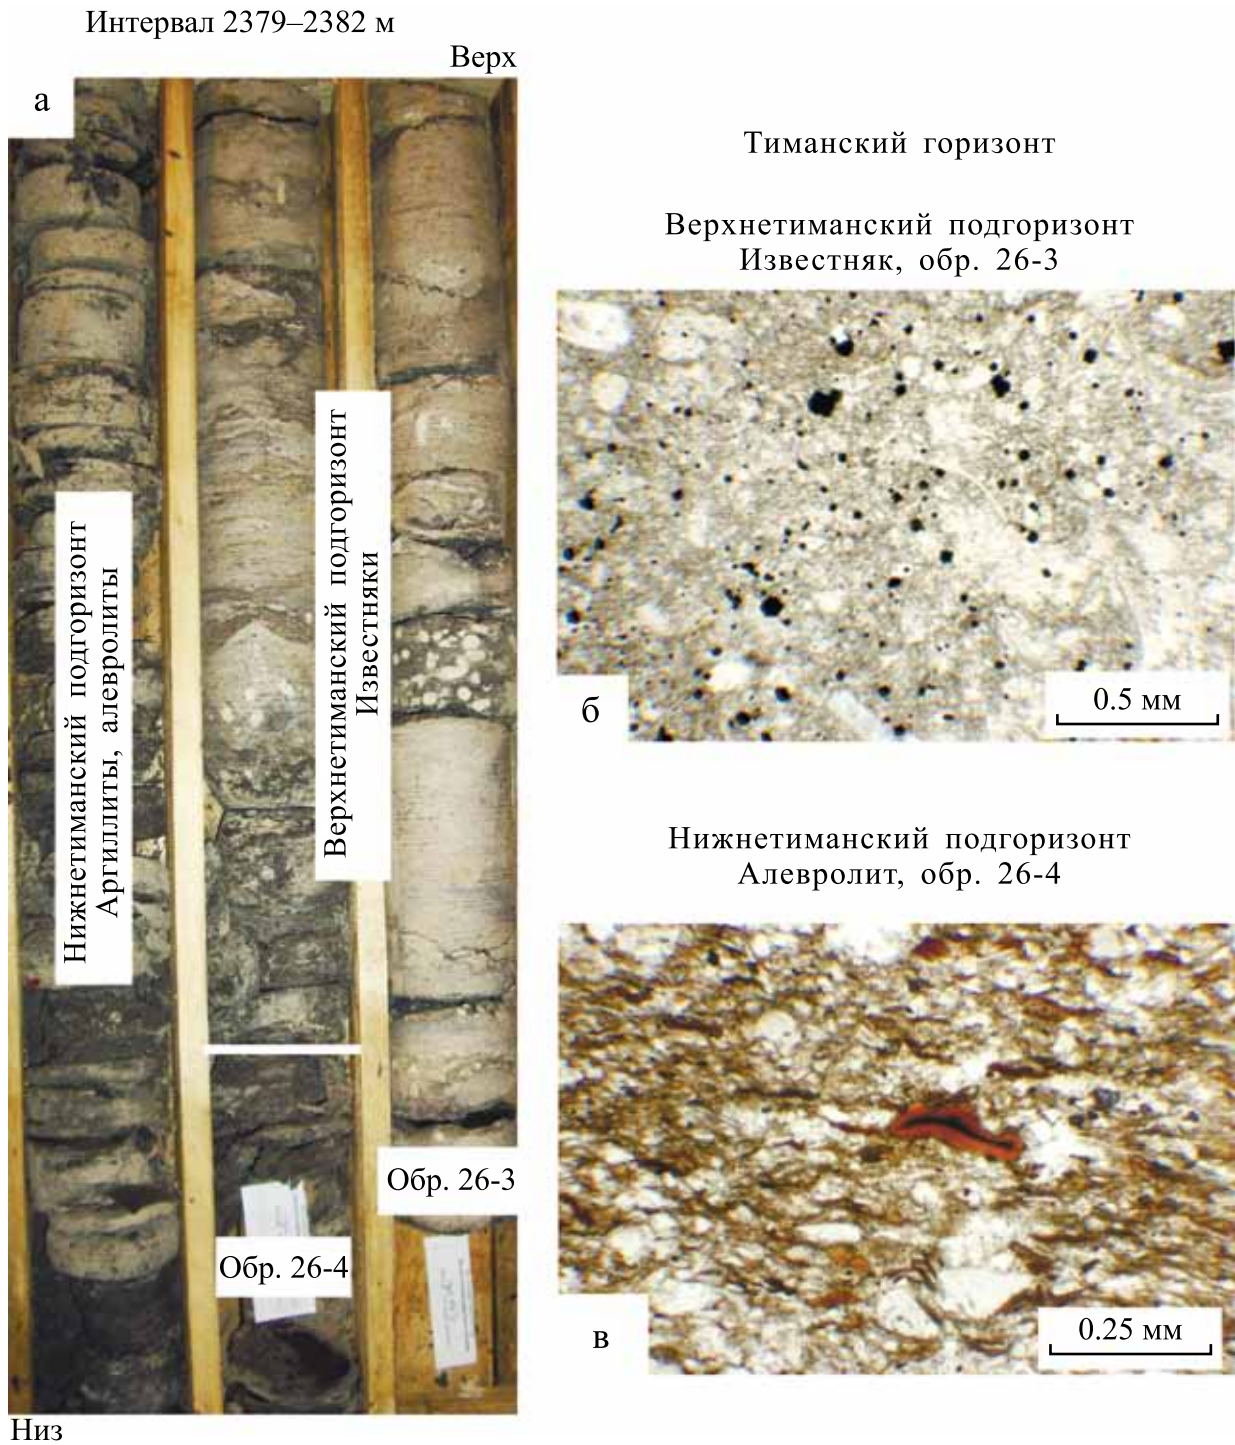 Интервал 2379–2382 м
Верх
а
Нижнетиманский подгоризонт
Аргиллиты, алевролиты
Верхнетиманский подгоризонт
Известняки
Обр. 26-3
Обр. 26-4
Низ
Тиманский горизонт
Верхнетиманский подгоризонт
Известняк, обр. 26-3
б
0.5 мм
Нижнетиманский подгоризонт
Алевролит, обр. 26-4
в
0.25 мм